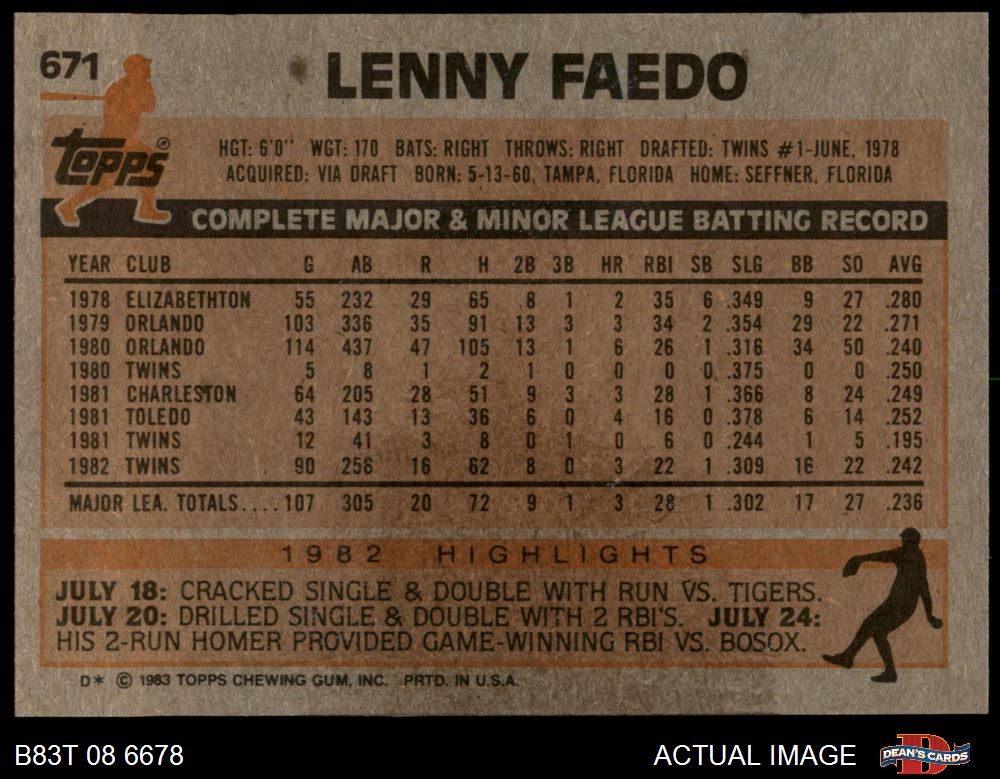 671 LENNY FAEDO
Topps®
HGT: 6'0" WGT: 170 BATS: RIGHT THROWS: RIGHT DRAFTED: TWINS #1-JUNE, 1978
ACQUIRED: VIA DRAFT BORN: 5-13-60, TAMPA, FLORIDA HOME: SEFFNER, FLORIDA
COMPLETE MAJOR & MINOR LEAGUE BATTING RECORD
YEAR CLUB G AB R H 2B 3B HR RBI SB SLG BB SO AVG
1978 ELIZABETHTON 55 232 29 65 8 1 2 35 6 .349 9 27 .280
1979 ORLANDO 103 336 35 91 13 3 3 34 2 .354 29 22 .271
1980 ORLANDO 114 437 47 105 13 1 6 26 1 .316 34 50 .240
1980 TWINS 5 8 1 2 1 0 0 0 0 .375 0 0 .250
1981 CHARLESTON 64 205 28 51 9 3 3 28 1 .366 8 24 .249
1981 TOLEDO 43 143 13 36 6 0 4 16 0 .378 6 14 .252
1981 TWINS 12 41 3 8 0 1 0 6 0 .244 1 5 .195
1982 TWINS 90 256 16 62 8 0 3 22 1 .309 16 22 .242
MAJOR LEA. TOTALS.... 107 305 20 72 9 1 3 28 1 .302 17 27 .236
1982 HIGHLIGHTS
JULY 18: CRACKED SINGLE & DOUBLE WITH RUN VS. TIGERS.
JULY 20: DRILLED SINGLE & DOUBLE WITH 2 RBI'S. JULY 24:
HIS 2-RUN HOMER PROVIDED GAME-WINNING RBI VS. BOSOX.
D* © 1983 TOPPS CHEWING GUM, INC. PRTD. IN U.S.A.
B83T 08 6678 ACTUAL IMAGE DEAN'S CARDS